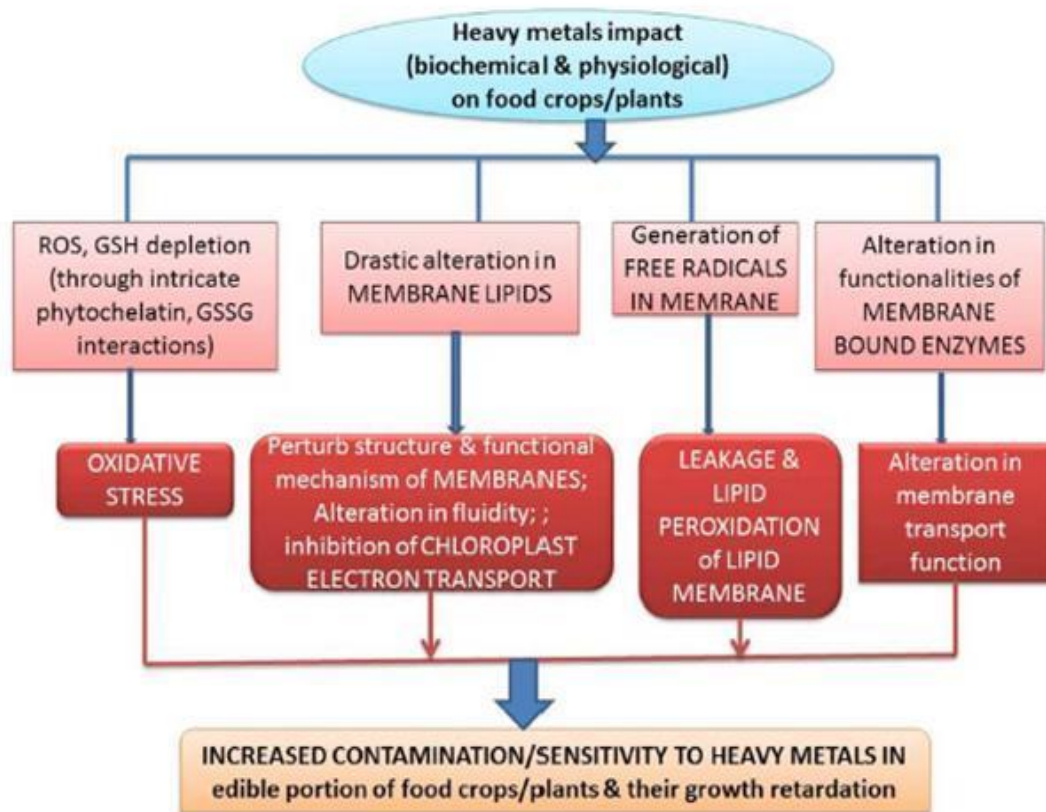 Heavy metals impact
(biochemical & physiological)
on food crops/plants
ROS, GSH depletion
(through intricate
phytochelatin, GSSG
interactions)
Drastic alteration in
MEMBRANE LIPIDS
Generation of
FREE RADICALS
IN MEMRANE
Alteration in
functionalities of
MEMBRANE
BOUND ENZYMES
OXIDATIVE
STRESS
Perturb structure & functional
mechanism of MEMBRANES;
Alteration in fluidity; ;
inhibition of CHLOROPLAST
ELECTRON TRANSPORT
LEAKAGE &
LIPID
PEROXIDATION
of LIPID
MEMBRANE
Alteration in
membrane
transport
function
INCREASED CONTAMINATION/SENSITIVITY TO HEAVY METALS IN
edible portion of food crops/plants & their growth retardation